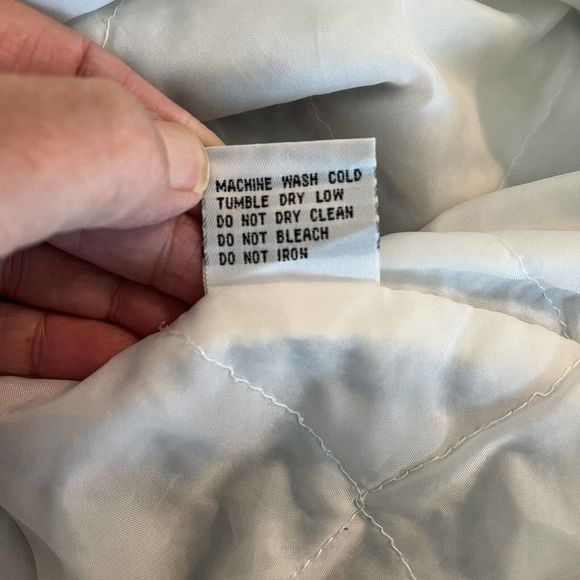 MACHINE WASH COLD
TUMBLE DRY LOW
DO NOT DRY CLEAN
DO NOT BLEACH
DO NOT IRON